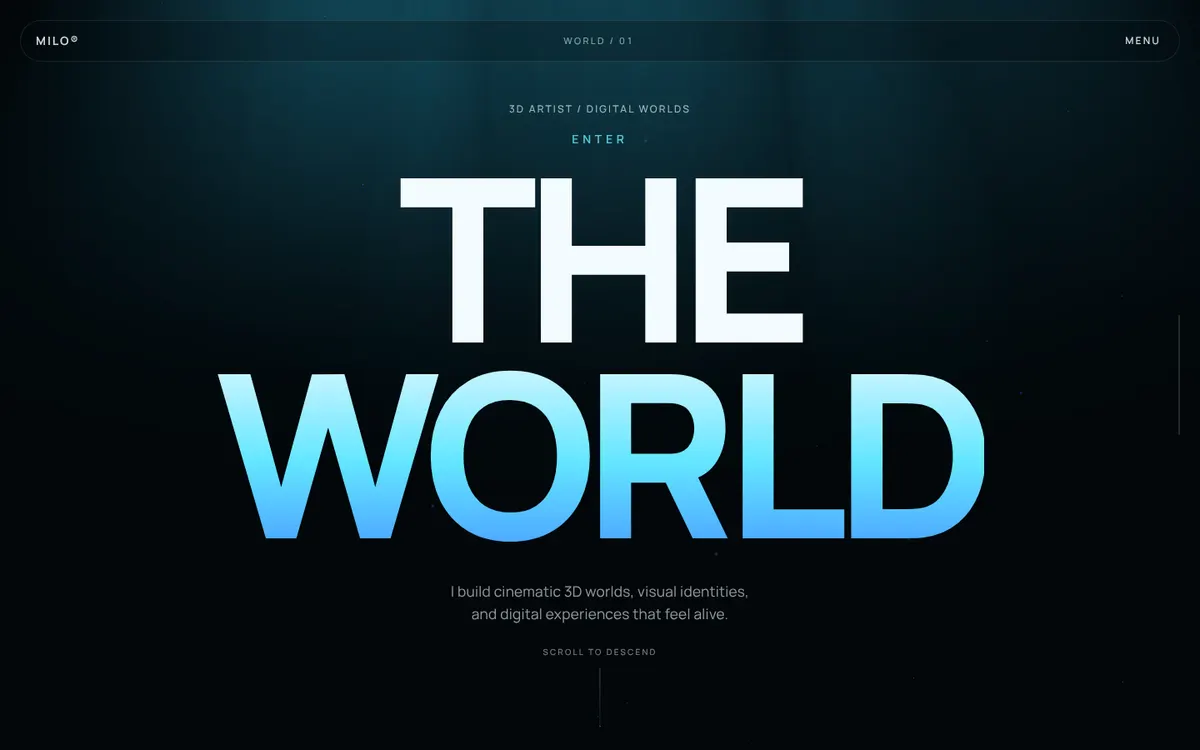 MILO®
WORLD / 01
MENU
3D ARTIST / DIGITAL WORLDS
ENTER
THE
WORLD
I build cinematic 3D worlds, visual identities,
and digital experiences that feel alive.
SCROLL TO DESCEND